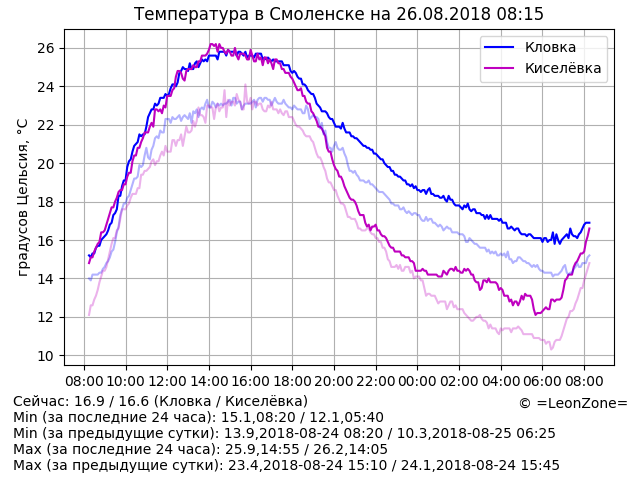 Температура в Смоленске на 26.08.2018 08:15
градусов Цельсия, °C
26
24
22
20
18
16
14
12
10
Кловка
Киселёвка
08:00 10:00 12:00 14:00 16:00 18:00 20:00 22:00 00:00 02:00 04:00 06:00 08:00
Сейчас: 16.9 / 16.6 (Кловка / Киселёвка)
© =LeonZone=
Min (за последние 24 часа): 15.1,08:20 / 12.1,05:40
Min (за предыдущие сутки): 13.9,2018-08-24 08:20 / 10.3,2018-08-25 06:25
Max (за последние 24 часа): 25.9,14:55 / 26.2,14:05
Max (за предыдущие сутки): 23.4,2018-08-24 15:10 / 24.1,2018-08-24 15:45